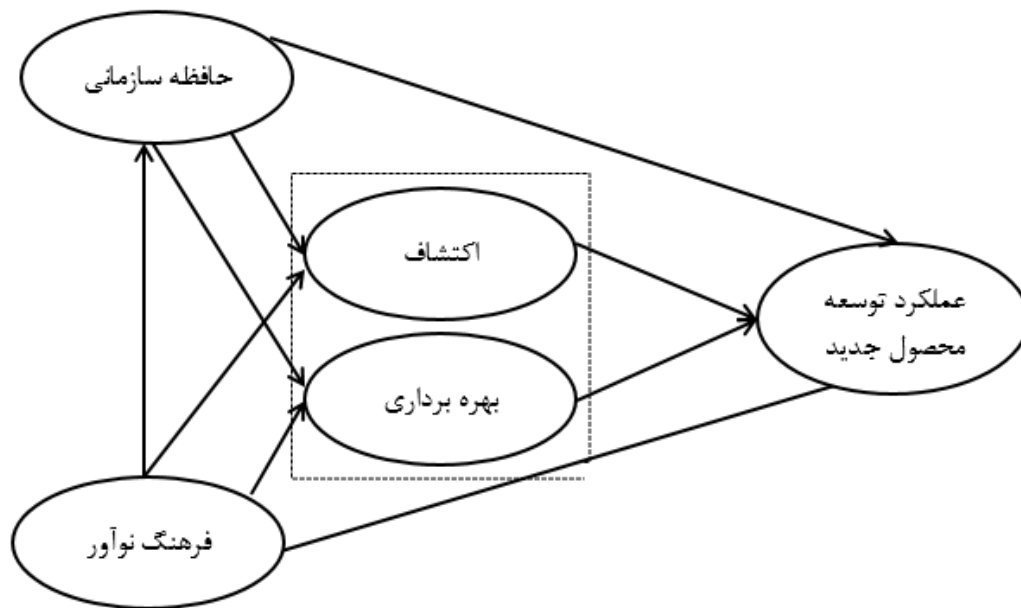 حافظه سازمانی
اکتشاف
عملکرد توسعه
محصول جدید
بهره برداری
فرهنگ نوآور